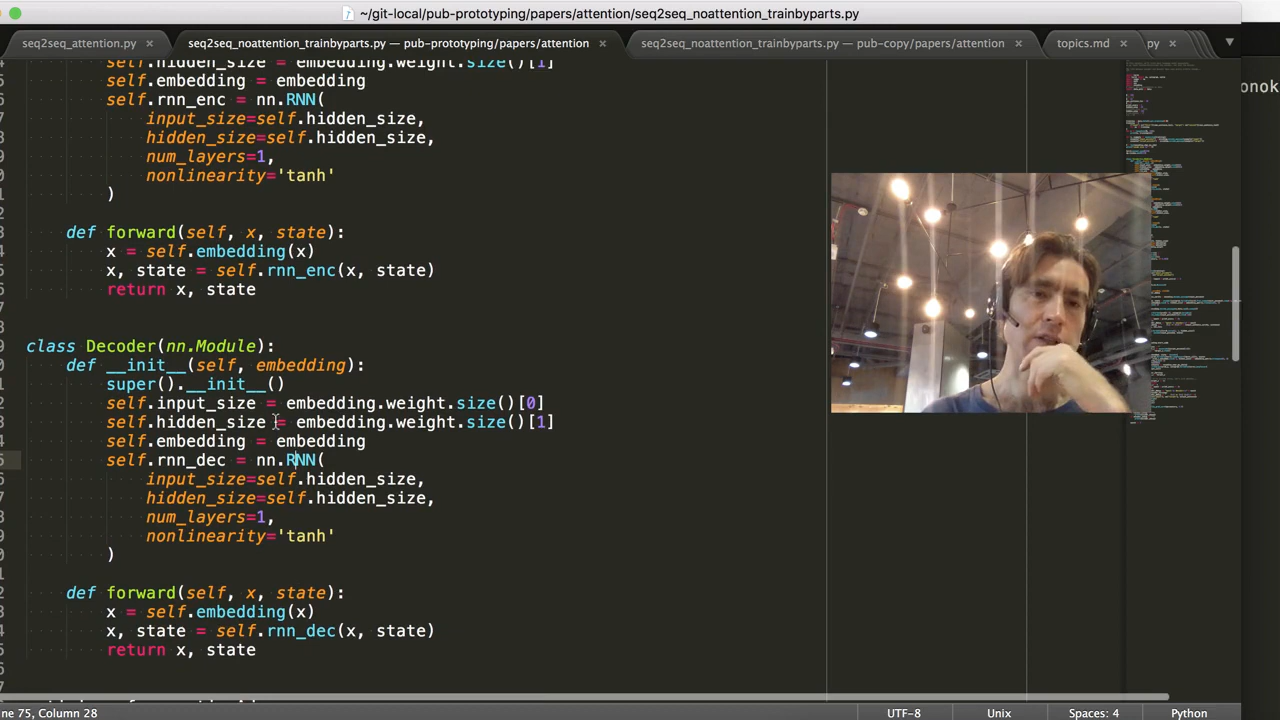 ~/git-local/pub-prototyping/papers/attention/seq2seq_noattention_trainbyparts.py
seq2seq_attention.py × seq2seq_noattention_trainbyparts.py — pub-prototyping/papers/attention × seq2seq_noattention_trainbyparts.py — pub-copy/papers/attention × topics.md × py ×
self.hidden_size = embedding.weight.size()[1]
self.embedding = embedding
self.rnn_enc = nn.RNN(
input_size=self.hidden_size,
hidden_size=self.hidden_size,
num_layers=1,
nonlinearity='tanh'
)
def forward(self, x, state):
x = self.embedding(x)
x, state = self.rnn_enc(x, state)
return x, state
class Decoder(nn.Module):
def __init__(self, embedding):
super().__init__()
self.input_size = embedding.weight.size()[0]
self.hidden_size = embedding.weight.size()[1]
self.embedding = embedding
self.rnn_dec = nn.RNN(
input_size=self.hidden_size,
hidden_size=self.hidden_size,
num_layers=1,
nonlinearity='tanh'
)
def forward(self, x, state):
x = self.embedding(x)
x, state = self.rnn_dec(x, state)
return x, state
ne 75, Column 28 UTF-8 Unix Spaces: 4 Python